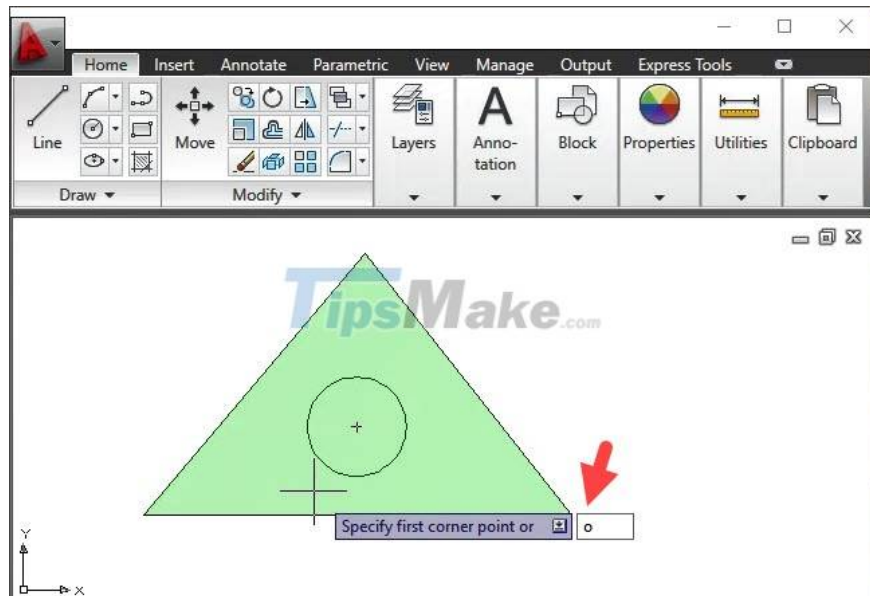 Home Insert Annotate Parametric View Manage Output Express Tools
Line Move Layers Anno- Block Properties Utilities Clipboard
tation
Draw Modify
TipsMake.com
Specify first corner point or o
Y
X